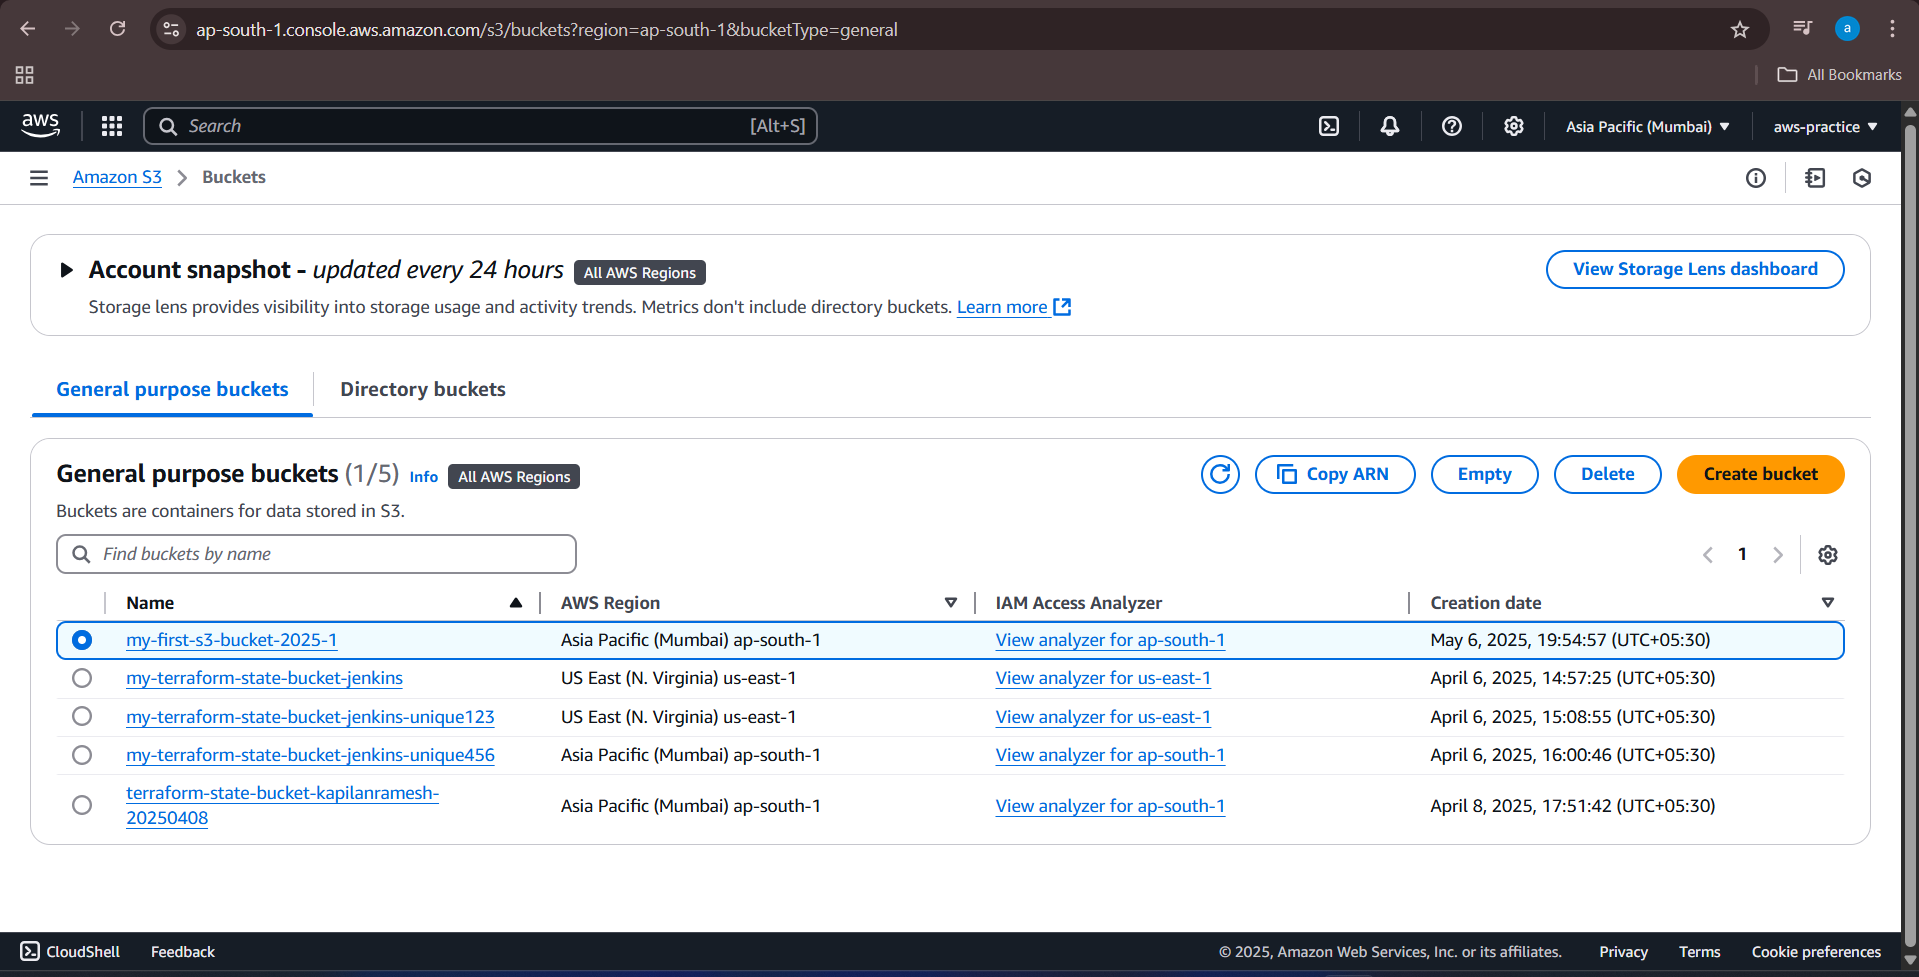 ap-south-1.console.aws.amazon.com/s3/buckets?region=ap-south-1&bucketType=general
a
All Bookmarks
aws
Search
[Alt+S]
Asia Pacific (Mumbai)
aws-practice
Amazon S3
Buckets
Account snapshot - updated every 24 hours All AWS Regions
View Storage Lens dashboard
Storage lens provides visibility into storage usage and activity trends. Metrics don't include directory buckets. Learn more
General purpose buckets
Directory buckets
General purpose buckets (1/5) Info All AWS Regions
Copy ARN
Empty
Delete
Create bucket
Buckets are containers for data stored in S3.
Find buckets by name
1
Name AWS Region IAM Access Analyzer Creation date
my-first-s3-bucket-2025-1 Asia Pacific (Mumbai) ap-south-1 View analyzer for ap-south-1 May 6, 2025, 19:54:57 (UTC+05:30)
my-terraform-state-bucket-jenkins US East (N. Virginia) us-east-1 View analyzer for us-east-1 April 6, 2025, 14:57:25 (UTC+05:30)
my-terraform-state-bucket-jenkins-unique123 US East (N. Virginia) us-east-1 View analyzer for us-east-1 April 6, 2025, 15:08:55 (UTC+05:30)
my-terraform-state-bucket-jenkins-unique456 Asia Pacific (Mumbai) ap-south-1 View analyzer for ap-south-1 April 6, 2025, 16:00:46 (UTC+05:30)
terraform-state-bucket-kapilanramesh-
20250408 Asia Pacific (Mumbai) ap-south-1 View analyzer for ap-south-1 April 8, 2025, 17:51:42 (UTC+05:30)
CloudShell
Feedback
© 2025, Amazon Web Services, Inc. or its affiliates.
Privacy
Terms
Cookie preferences